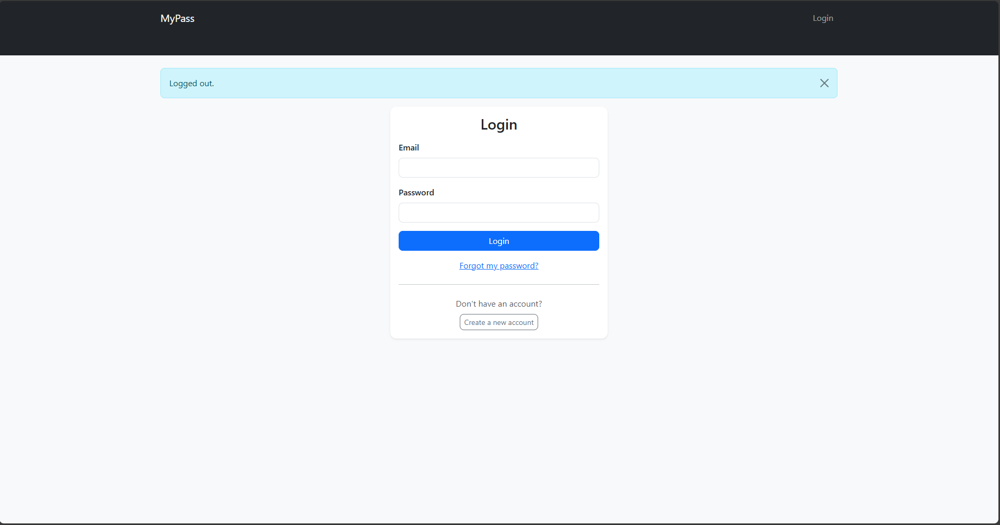 MyPass
Login
Logged out.
Login
Email
Password
Login
Forgot my password?
Don't have an account?
Create a new account